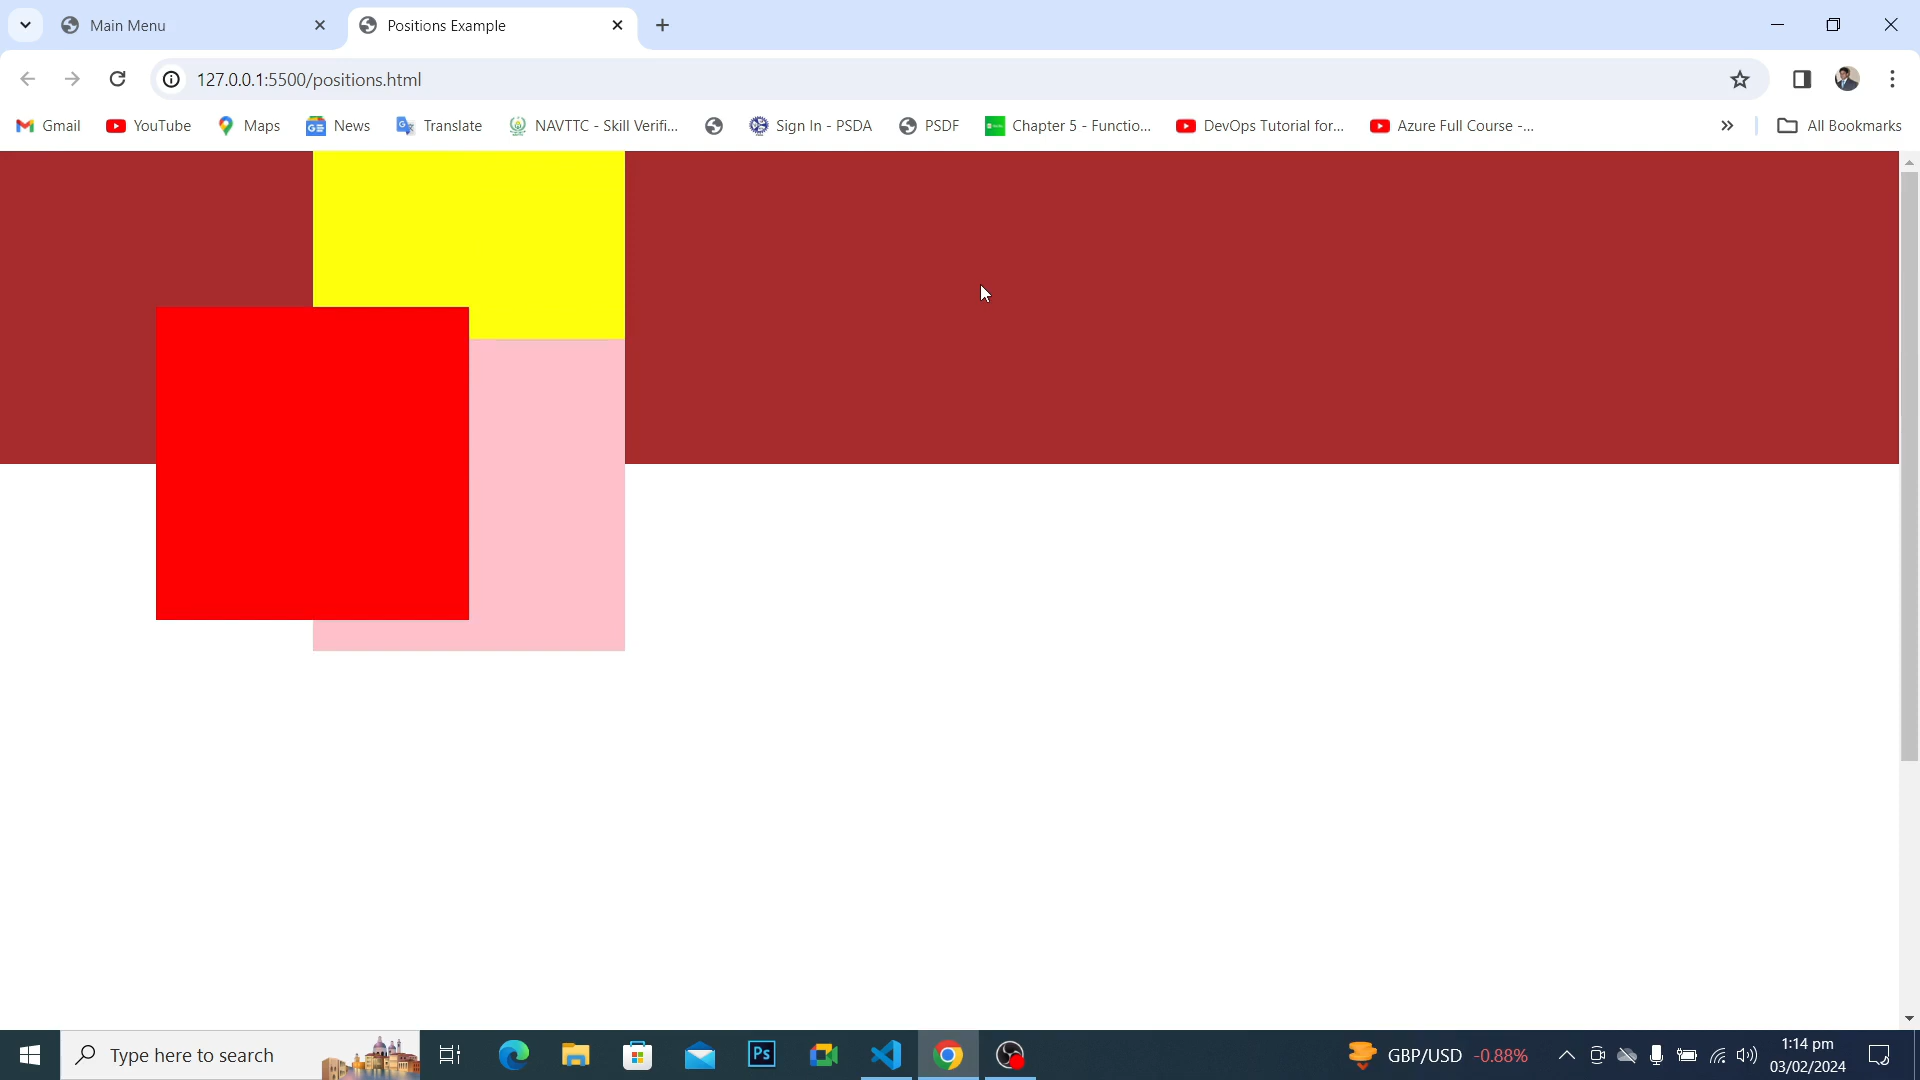 Main Menu
Positions Example
127.0.0.1:5500/positions.html
Gmail
YouTube
Maps
News
Translate
NAVTTC - Skill Verifi...
Sign In - PSDA
PSDF
Chapter 5 - Functio...
DevOps Tutorial for...
Azure Full Course -...
All Bookmarks
Type here to search
Ps
GBP/USD -0.88%
1:14 pm
03/02/2024